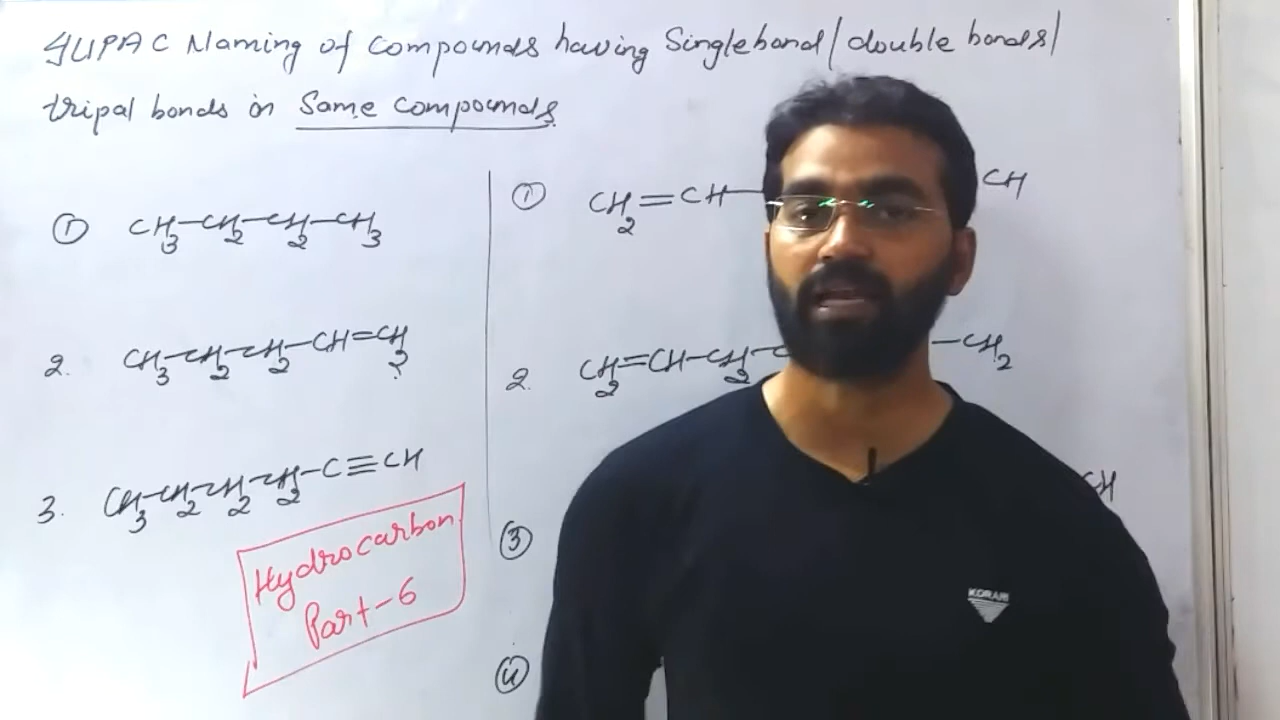 IUPAC Naming of Compounds having Single bond/double bonds/
tripal bonds in Same Compounds
① CH3-CH2-CH2-CH3
2. CH3-CH2-CH2-CH=CH2
3. CH3-CH2-CH2-CH2-C≡CH
Hydrocarbon
Part-6
① CH2=CH— CH
2. CH2=CH-CH2- -CH2
③ CH
④
KORARI